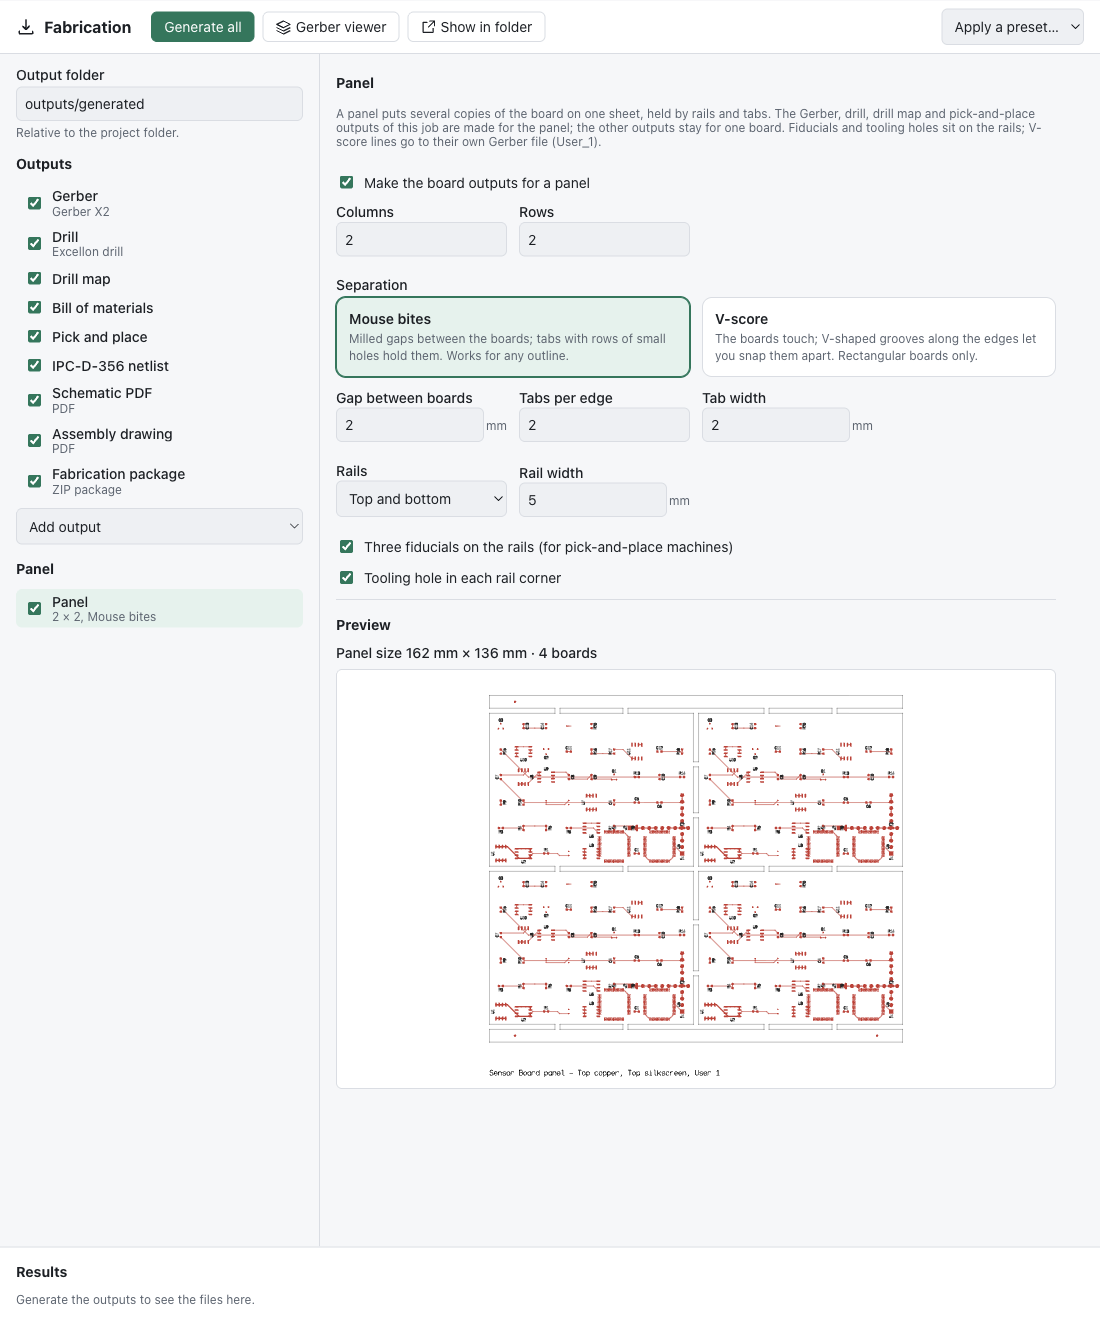 Fabrication
Generate all
Gerber viewer
Show in folder
Apply a preset...
Output folder
outputs/generated
Relative to the project folder.
Outputs
Gerber
Gerber X2
Drill
Excellon drill
Drill map
Bill of materials
Pick and place
IPC-D-356 netlist
Schematic PDF
PDF
Assembly drawing
PDF
Fabrication package
ZIP package
Add output
Panel
Panel
2 × 2, Mouse bites
Panel
A panel puts several copies of the board on one sheet, held by rails and tabs. The Gerber, drill, drill map and pick-and-place
outputs of this job are made for the panel; the other outputs stay for one board. Fiducials and tooling holes sit on the rails; V-
score lines go to their own Gerber file (User_1).
Make the board outputs for a panel
Columns
Rows
2
2
Separation
Mouse bites
Milled gaps between the boards; tabs with rows of small
holes hold them. Works for any outline.
V-score
The boards touch; V-shaped grooves along the edges let
you snap them apart. Rectangular boards only.
Gap between boards
Tabs per edge
Tab width
2 mm
2
2 mm
Rails
Rail width
Top and bottom
5 mm
Three fiducials on the rails (for pick-and-place machines)
Tooling hole in each rail corner
Preview
Panel size 162 mm × 136 mm · 4 boards
Sensor Board panel - Top copper, Top silkscreen, User 1
Results
Generate the outputs to see the files here.